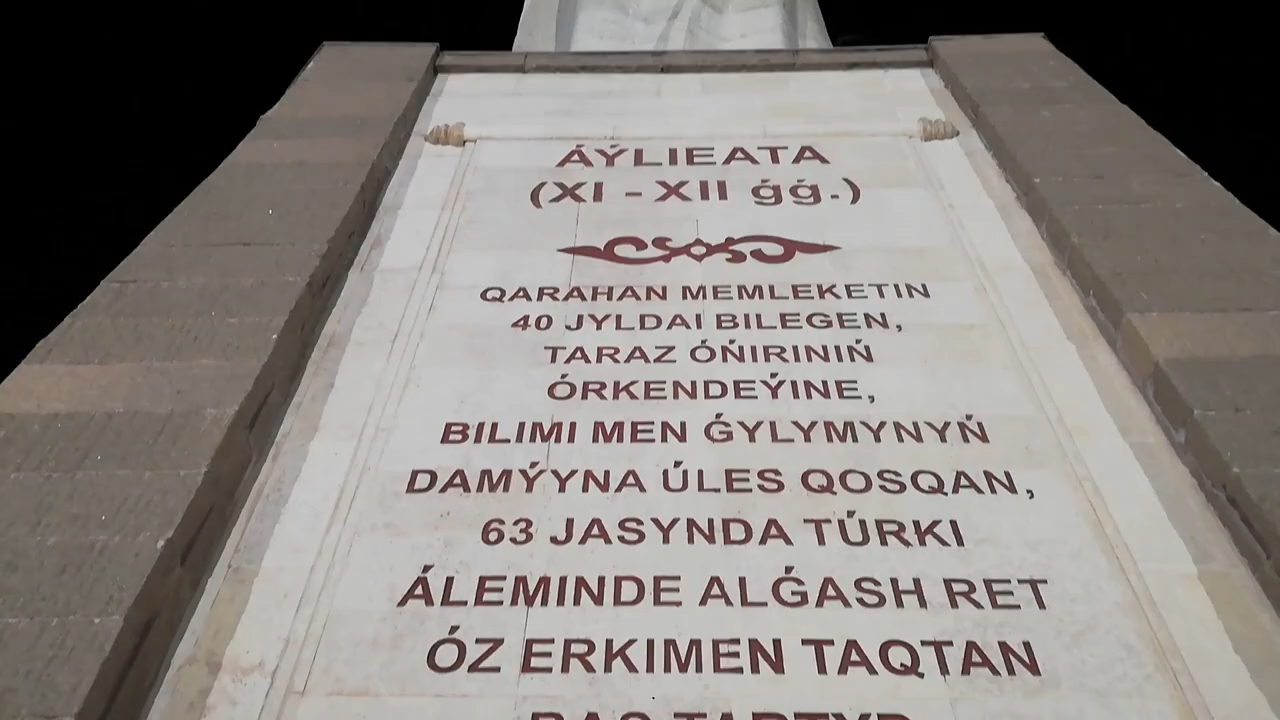 ÁÝLIEATA
(XI - XII ǵǵ.)
QARAHAN MEMLEKETIN
40 JYLDAI BILEGEN,
TARAZ ÓŃIRINIŃ
ÓRKENDEÝINE,
BILIMI MEN ǴYLYMYNYŃ
DAMÝYNA ÚLES QOSQAN,
63 JASYNDA TÚRKI
ÁLEMINDE ALǴASH RET
ÓZ ERKIMEN TAQTAN